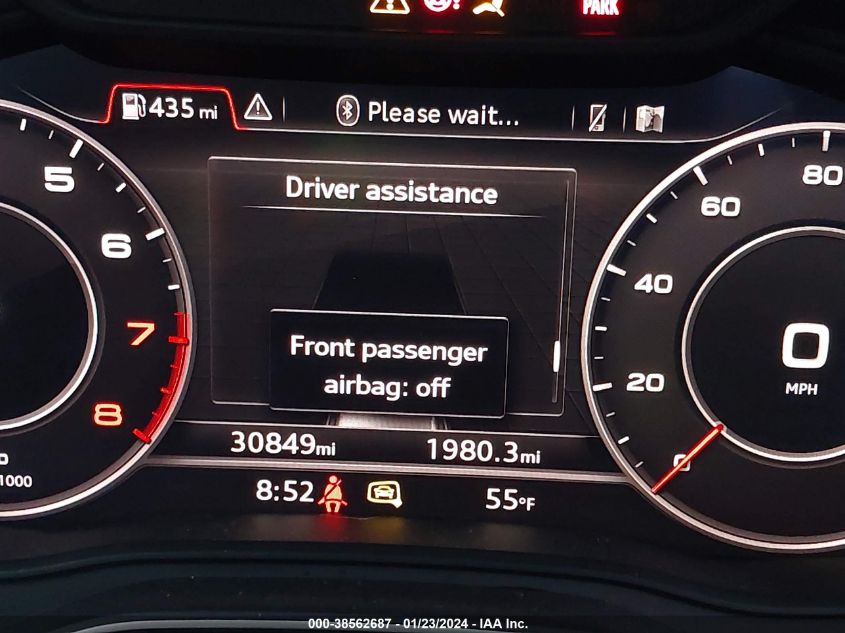 PARK
435 mi
Please wait...
Driver assistance
Front passenger
airbag: off
5
6
7
8
1000
80
60
40
20
0
0
MPH
30849mi
1980.3mi
8:52
55°F
000-38562687 - 01/23/2024 - IAA Inc.